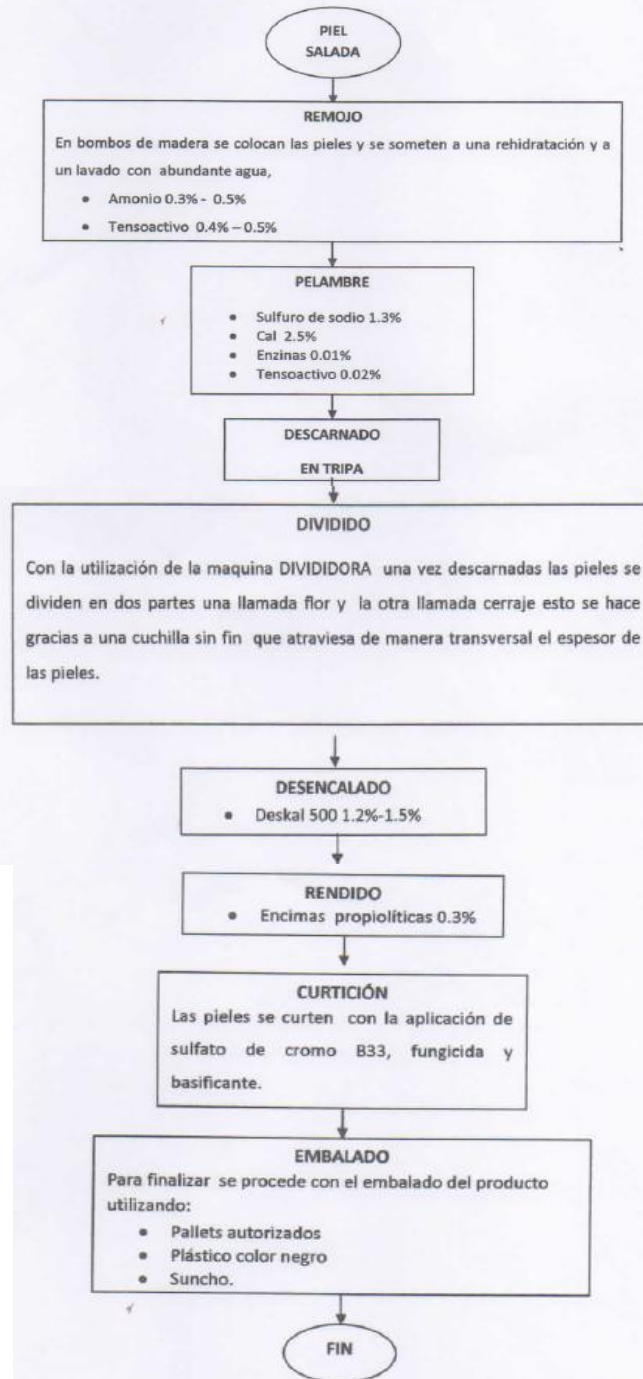 PIEL
SALADA
REMOJO
En bombos de madera se colocan las pieles y se someten a una rehidratación y a
un lavado con abundante agua,
• Amonio 0.3% - 0.5%
• Tensoactivo 0.4% – 0.5%
PELAMBRE
• Sulfuro de sodio 1.3%
• Cal 2.5%
• Enzinas 0.01%
• Tensoactivo 0.02%
DESCARNADO
EN TRIPA
DIVIDIDO
Con la utilización de la maquina DIVIDIDORA una vez descarnadas las pieles se
dividen en dos partes una llamada flor y la otra llamada cerraje esto se hace
gracias a una cuchilla sin fin que atraviesa de manera transversal el espesor de
las pieles.
DESENCALADO
• Deskal 500 1.2%-1.5%
RENDIDO
• Encimas propiolíticas 0.3%
CURTICIÓN
Las pieles se curten con la aplicación de
sulfato de cromo B33, fungicida y
basificante.
EMBALADO
Para finalizar se procede con el embalado del producto
utilizando:
• Pallets autorizados
• Plástico color negro
• Suncho.
FIN